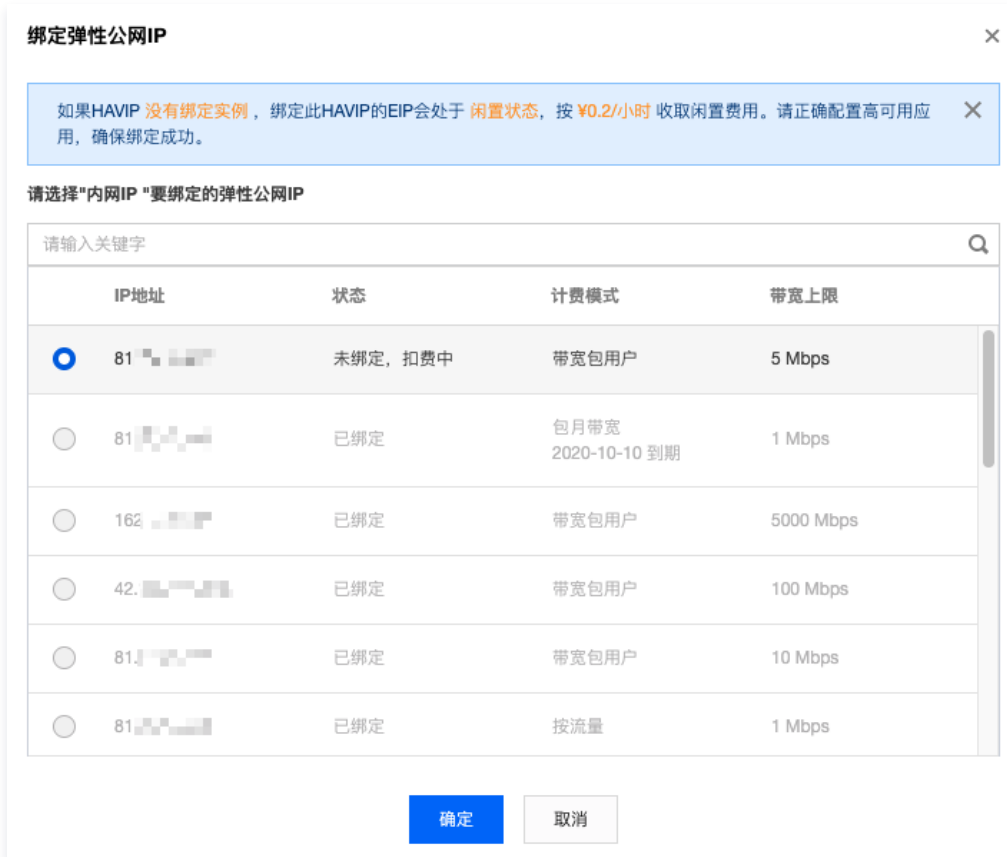 绑定弹性公网IP
如果HAVIP 没有绑定实例 ，绑定此HAVIP的EIP会处于 闲置状态，按 ¥0.2/小时 收取闲置费用。请正确配置高可用应
用，确保绑定成功。
请选择"内网IP "要绑定的弹性公网IP
请输入关键字
IP地址 状态 计费模式 带宽上限
81 未绑定，扣费中 带宽包用户 5 Mbps
81 已绑定 包月带宽 1 Mbps
2020-10-10 到期
162 已绑定 带宽包用户 5000 Mbps
42. 已绑定 带宽包用户 100 Mbps
81. 已绑定 带宽包用户 10 Mbps
81 已绑定 按流量 1 Mbps
确定 取消